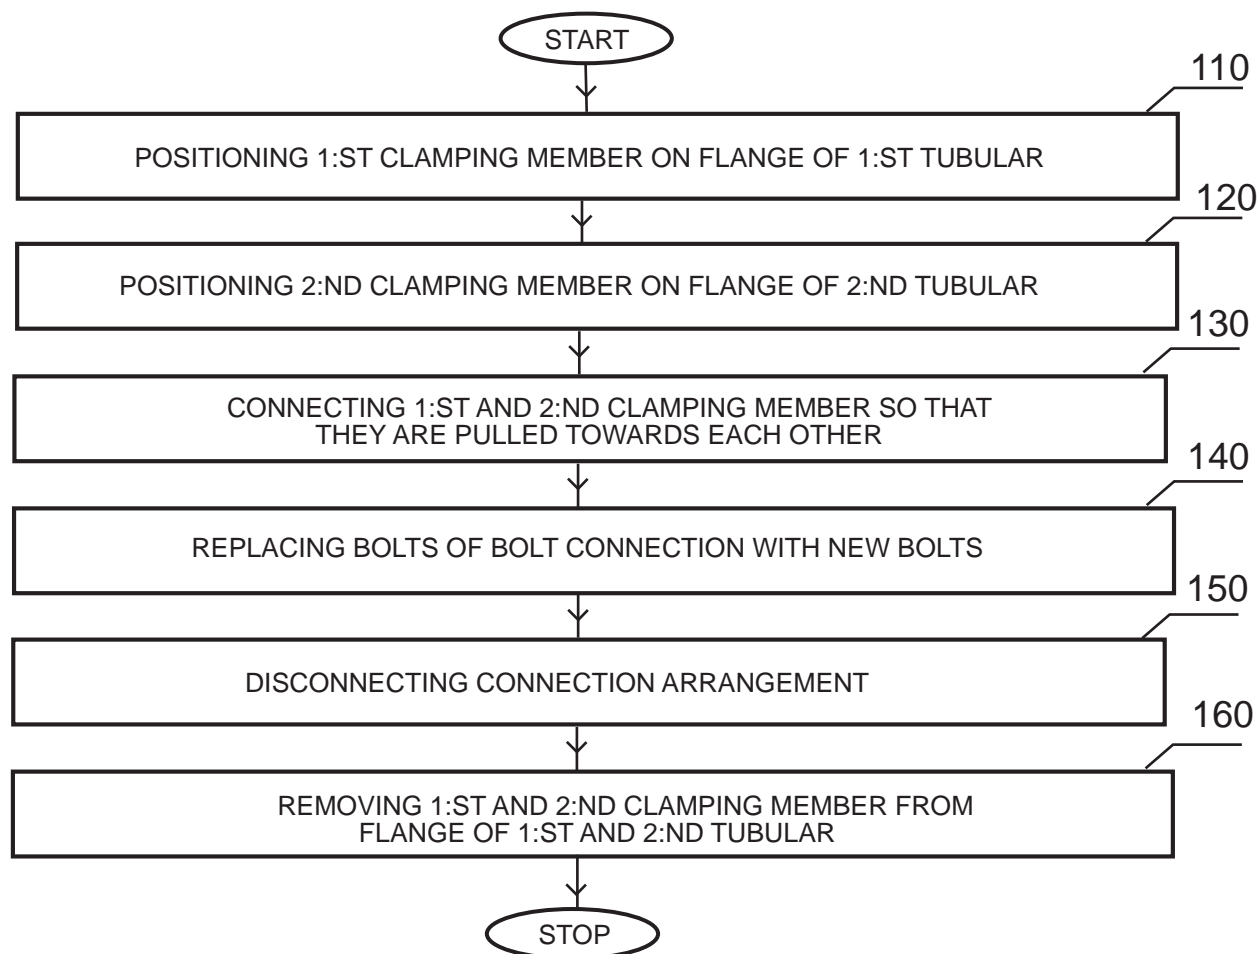 START
110
POSITIONING 1:ST CLAMPING MEMBER ON FLANGE OF 1:ST TUBULAR
120
POSITIONING 2:ND CLAMPING MEMBER ON FLANGE OF 2:ND TUBULAR
130
CONNECTING 1:ST AND 2:ND CLAMPING MEMBER SO THAT
THEY ARE PULLED TOWARDS EACH OTHER
140
REPLACING BOLTS OF BOLT CONNECTION WITH NEW BOLTS
150
DISCONNECTING CONNECTION ARRANGEMENT
160
REMOVING 1:ST AND 2:ND CLAMPING MEMBER FROM
FLANGE OF 1:ST AND 2:ND TUBULAR
STOP